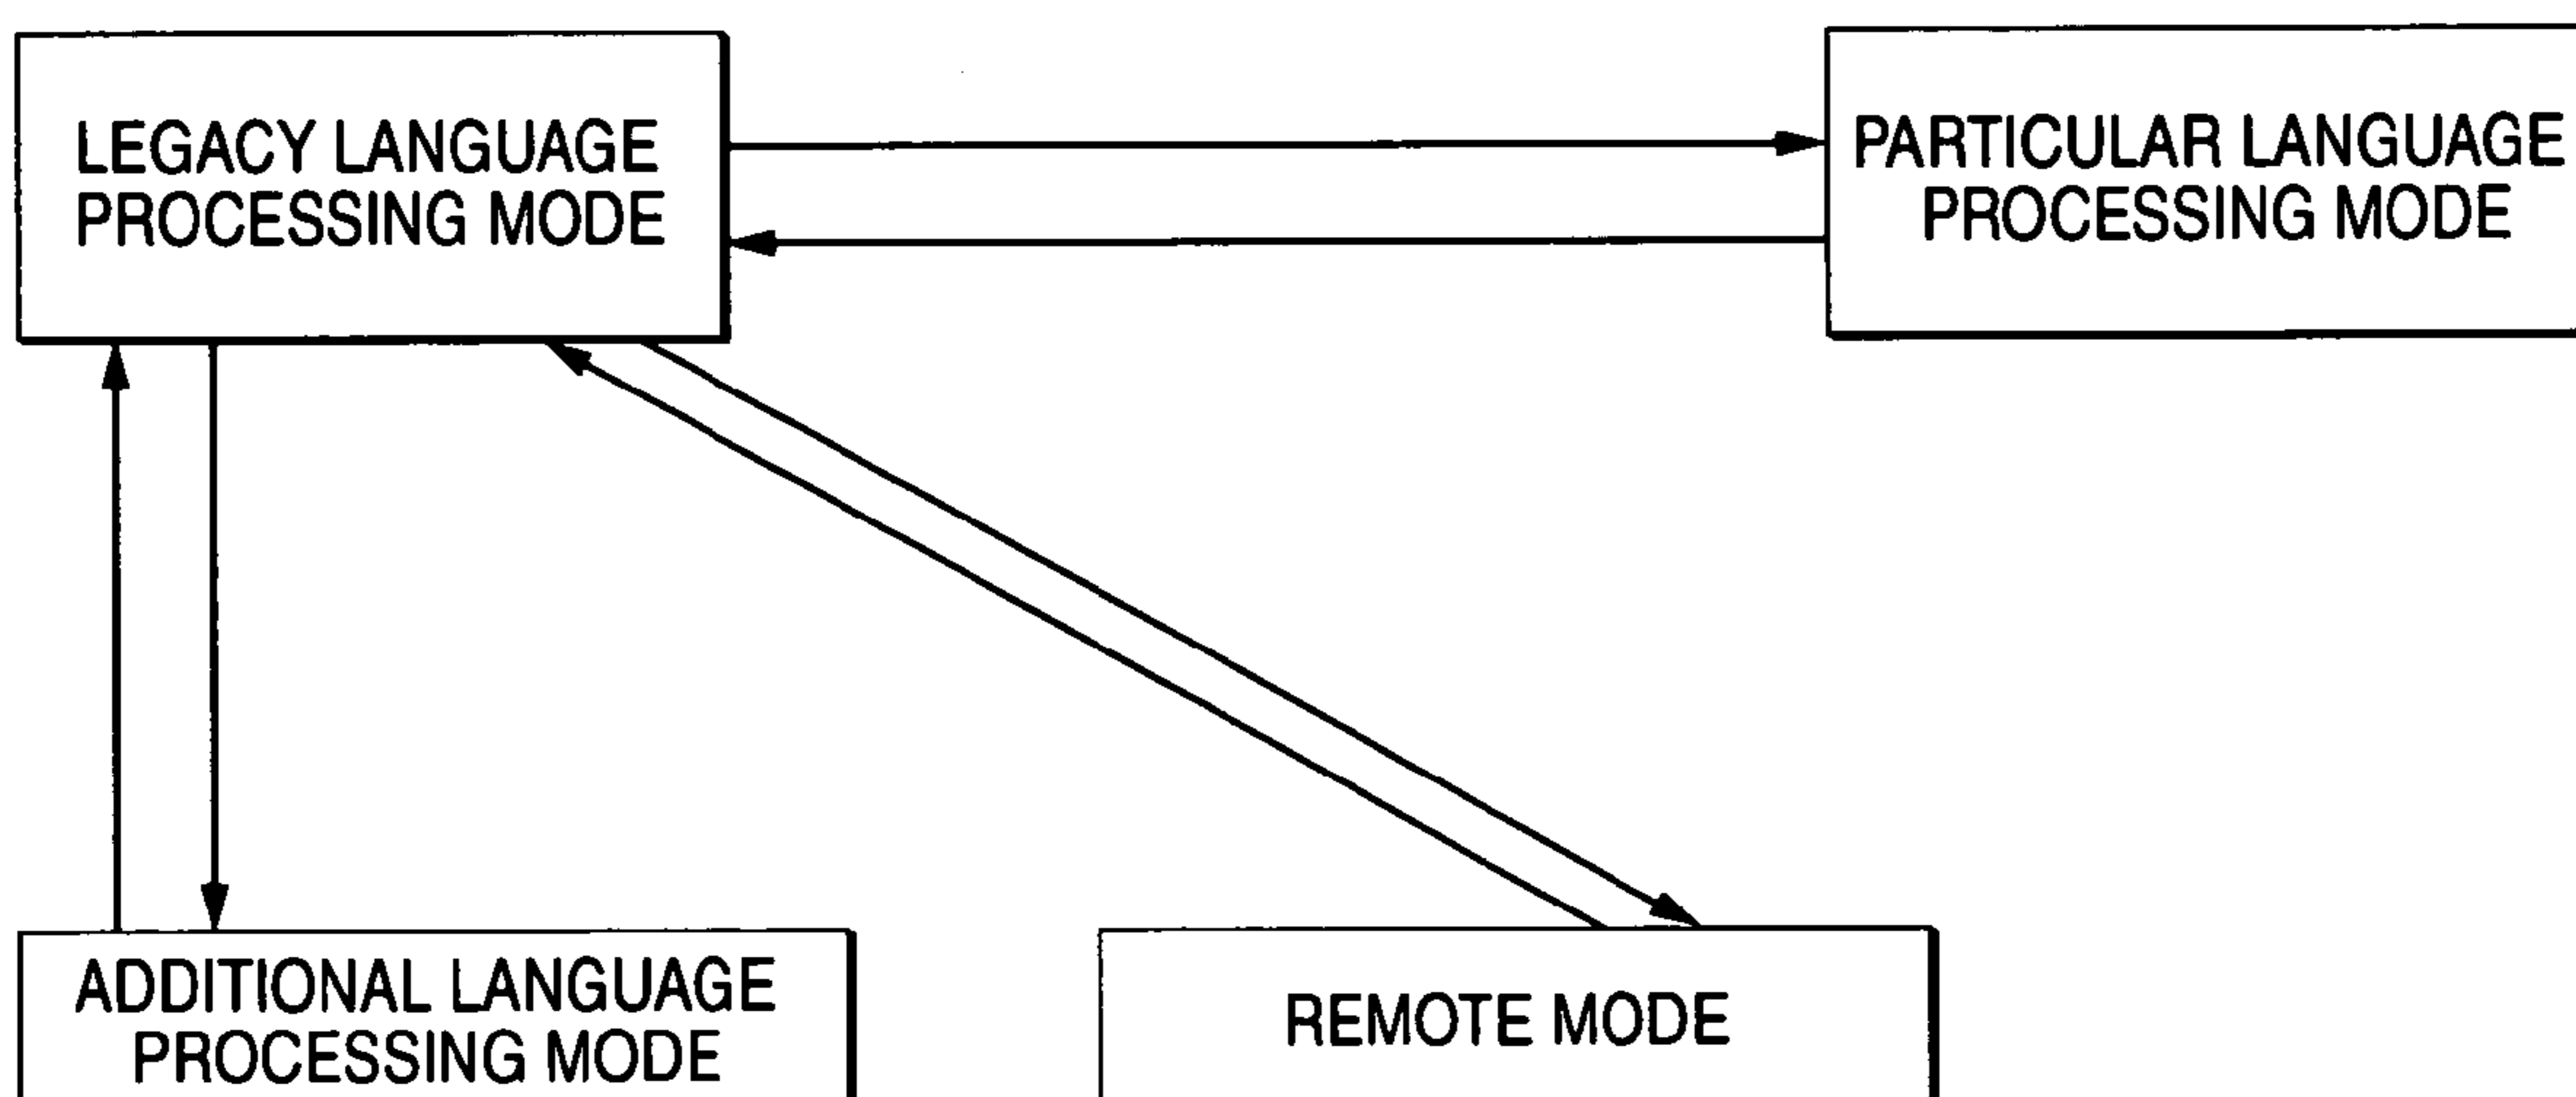 LEGACY LANGUAGE
PROCESSING MODE
PARTICULAR LANGUAGE
PROCESSING MODE
ADDITIONAL LANGUAGE
PROCESSING MODE
REMOTE MODE